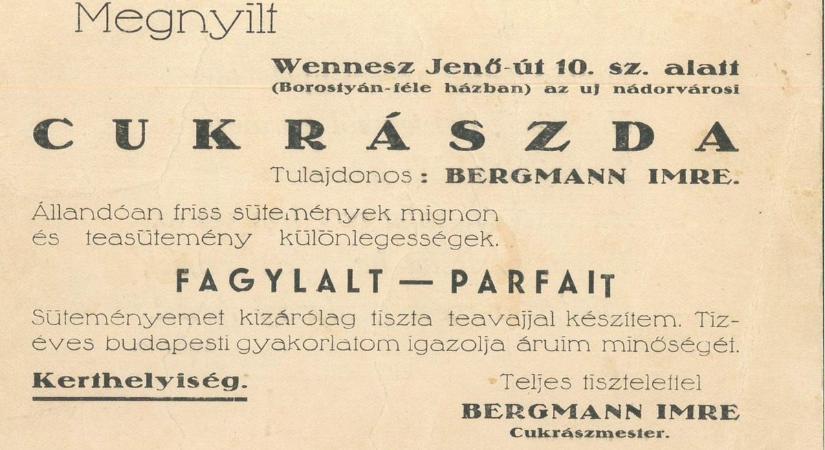 Megnyilt
Wennesz Jenő-út 10. sz. alatt
(Borostyán-féle házban) az uj nádorvárosi
CUKRÁSZDA
Tulajdonos: BERGMANN IMRE.
Állandóan friss sütemények mignon
és teasütemény különlegességek.
FAGYLALT — PARFAIT
Süteményemet kizárólag tiszta teavajjal készítem. Tiz-
éves budapesti gyakorlatom igazolja áruim minőségét.
Kerthelyiség.
Teljes tisztelettel
BERGMANN IMRE
Cukrászmester.